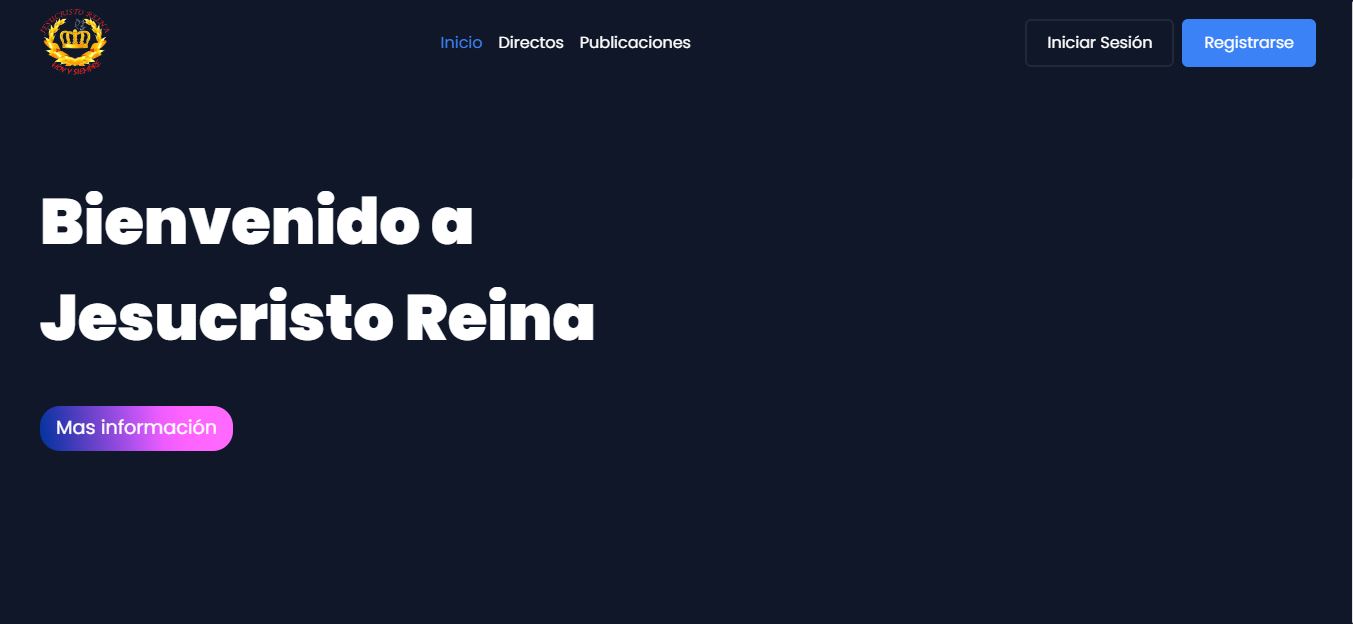 JESUCRISTO REINA
HOY Y SIEMPRE
Inicio Directos Publicaciones
Iniciar Sesión
Registrarse
Bienvenido a
Jesucristo Reina
Mas información